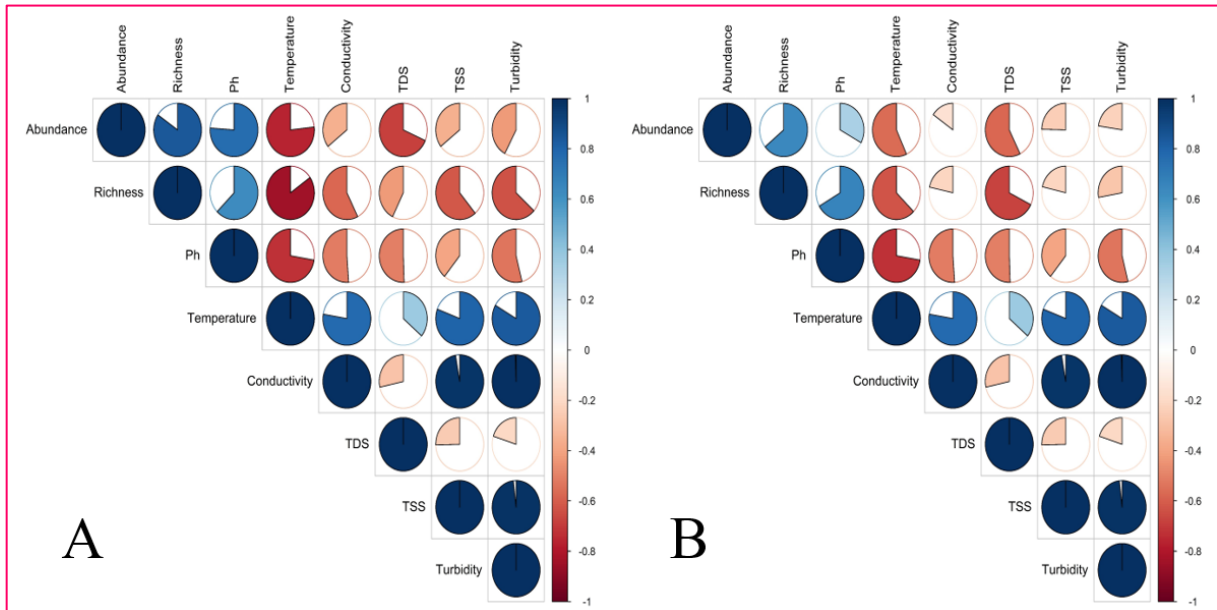 Abundance Richness Ph Temperature Conductivity TDS TSS Turbidity
Abundance
Richness
Ph
Temperature
Conductivity
TDS
TSS
Turbidity
1
0.8
0.6
0.4
0.2
0
-0.2
-0.4
-0.6
-0.8
-1
A
Abundance Richness Ph Temperature Conductivity TDS TSS Turbidity
Abundance
Richness
Ph
Temperature
Conductivity
TDS
TSS
Turbidity
1
0.8
0.6
0.4
0.2
0
-0.2
-0.4
-0.6
-0.8
-1
B